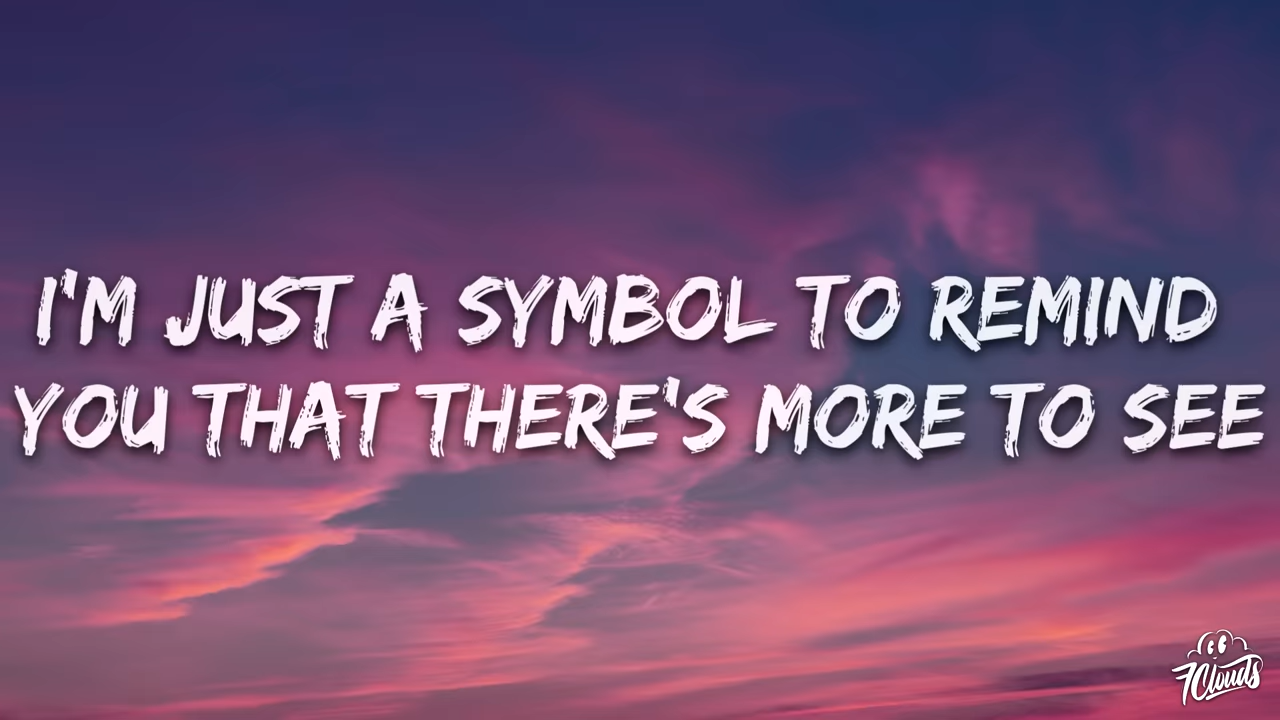 I'M JUST A SYMBOL TO REMIND
YOU THAT THERE'S MORE TO SEE
7Clouds